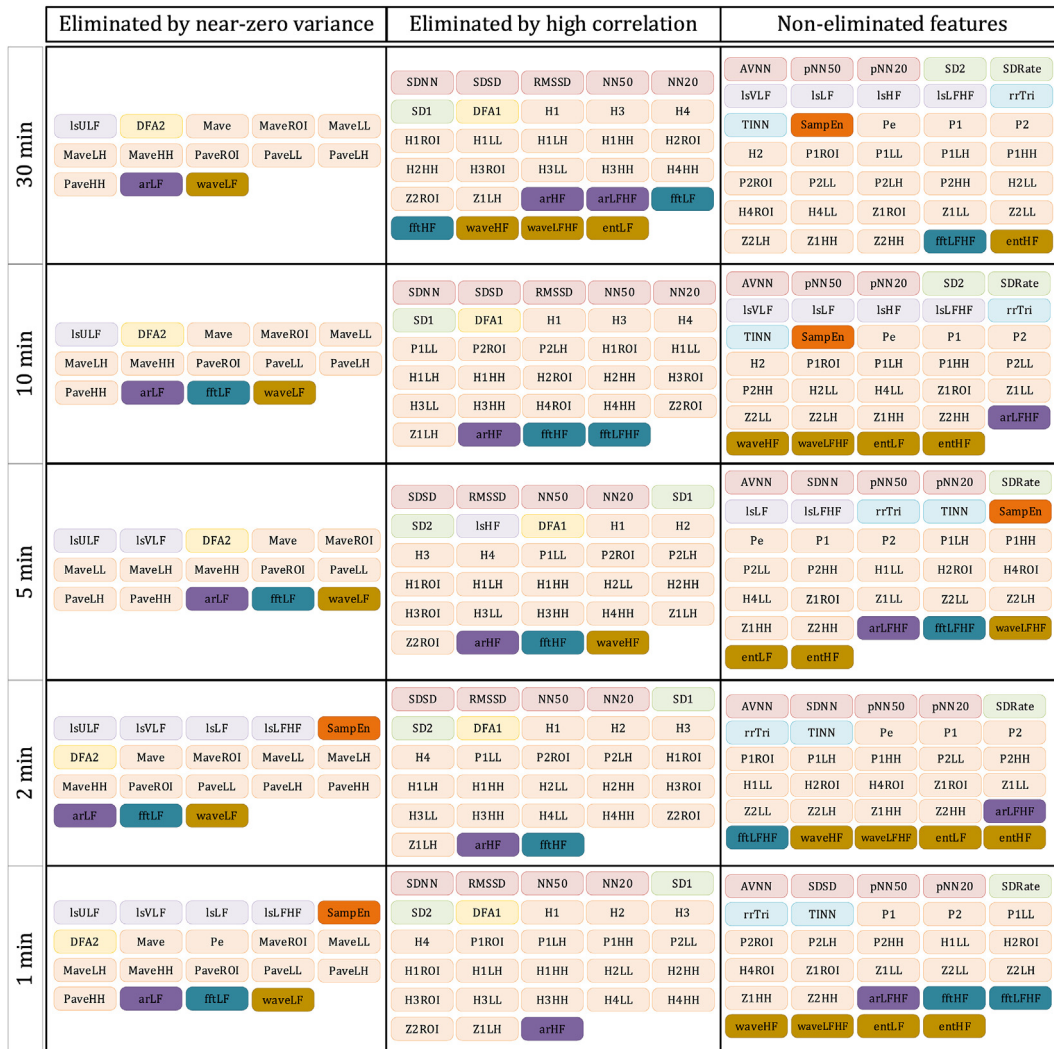 Eliminated by near-zero variance Eliminated by high correlation Non-eliminated features
30 min
lsULF DFA2 Mave MaveROI MaveLL
MaveLH MaveHH PaveROI PaveLL PaveLH
PaveHH arLF waveLF
SDNN SDSD RMSSD NN50 NN20
SD1 DFA1 H1 H3 H4
H1ROI H1LL H1LH H1HH H2ROI
H2HH H3ROI H3LL H3HH H4HH
Z2ROI Z1LH arHF arLFHF fftLF
fftHF waveHF waveLFHF entLF
AVNN pNN50 pNN20 SD2 SDRate
lsVLF lsLF lsHF lsLFHF rrTri
TINN SampEn Pe P1 P2
H2 P1ROI P1LL P1LH P1HH
P2ROI P2LL P2LH P2HH H2LL
H4ROI H4LL Z1ROI Z1LL Z2LL
Z2LH Z1HH Z2HH fftLFHF entHF
10 min
lsULF DFA2 Mave MaveROI MaveLL
MaveLH MaveHH PaveROI PaveLL PaveLH
PaveHH arLF fftLF waveLF
SDNN SDSD RMSSD NN50 NN20
SD1 DFA1 H1 H3 H4
P1LL P2ROI P2LH H1ROI H1LL
H1LH H1HH H2ROI H2HH H3ROI
H3LL H3HH H4ROI H4HH Z2ROI
Z1LH arHF fftHF fftLFHF
AVNN pNN50 pNN20 SD2 SDRate
lsVLF lsLF lsHF lsLFHF rrTri
TINN SampEn Pe P1 P2
H2 P1ROI P1LH P1HH P2LL
P2HH H2LL H4LL Z1ROI Z1LL
Z2LL Z2LH Z1HH Z2HH arLFHF
waveHF waveLFHF entLF entHF
5 min
lsULF lsVLF DFA2 Mave MaveROI
MaveLL MaveLH MaveHH PaveROI PaveLL
PaveLH PaveHH arLF fftLF waveLF
SDSD RMSSD NN50 NN20 SD1
SD2 lsHF DFA1 H1 H2
H3 H4 P1LL P2ROI P2LH
H1ROI H1LH H1HH H2LL H2HH
H3ROI H3LL H3HH H4HH Z1LH
Z2ROI arHF fftHF waveHF
AVNN SDNN pNN50 pNN20 SDRate
lsLF lsLFHF rrTri TINN SampEn
Pe P1 P2 P1LH P1HH
P2LL P2HH H1LL H2ROI H4ROI
H4LL Z1ROI Z1LL Z2LL Z2LH
Z1HH Z2HH arLFHF fftLFHF waveLFHF
entLF entHF
2 min
lsULF lsVLF lsLF lsLFHF SampEn
DFA2 Mave MaveROI MaveLL MaveLH
MaveHH PaveROI PaveLL PaveLH PaveHH
arLF fftLF waveLF
SDSD RMSSD NN50 NN20 SD1
SD2 DFA1 H1 H2 H3
H4 P1LL P2ROI P2LH H1ROI
H1LH H1HH H2LL H2HH H3ROI
H3LL H3HH H4LL H4HH Z2ROI
Z1LH arHF fftHF
AVNN SDNN pNN50 pNN20 SDRate
rrTri TINN Pe P1 P2
P1ROI P1LH P1HH P2LL P2HH
H1LL H2ROI H4ROI Z1ROI Z1LL
Z2LL Z2LH Z1HH Z2HH arLFHF
fftLFHF waveHF waveLFHF entLF entHF
1 min
lsULF lsVLF lsLF lsLFHF SampEn
DFA2 Mave Pe MaveROI MaveLL
MaveLH MaveHH PaveROI PaveLL PaveLH
PaveHH arLF fftLF waveLF
SDNN RMSSD NN50 NN20 SD1
SD2 DFA1 H1 H2 H3
H4 P1ROI P1LH P1HH P2LL
H1ROI H1LH H1HH H2LL H2HH
H3ROI H3LL H3HH H4LL H4HH
Z2ROI Z1LH arHF
AVNN SDSD pNN50 pNN20 SDRate
rrTri TINN P1 P2 P1LL
P2ROI P2LH P2HH H1LL H2ROI
H4ROI Z1ROI Z1LL Z2LL Z2LH
Z1HH Z2HH arLFHF fftHF fftLFHF
waveHF waveLFHF entLF entHF